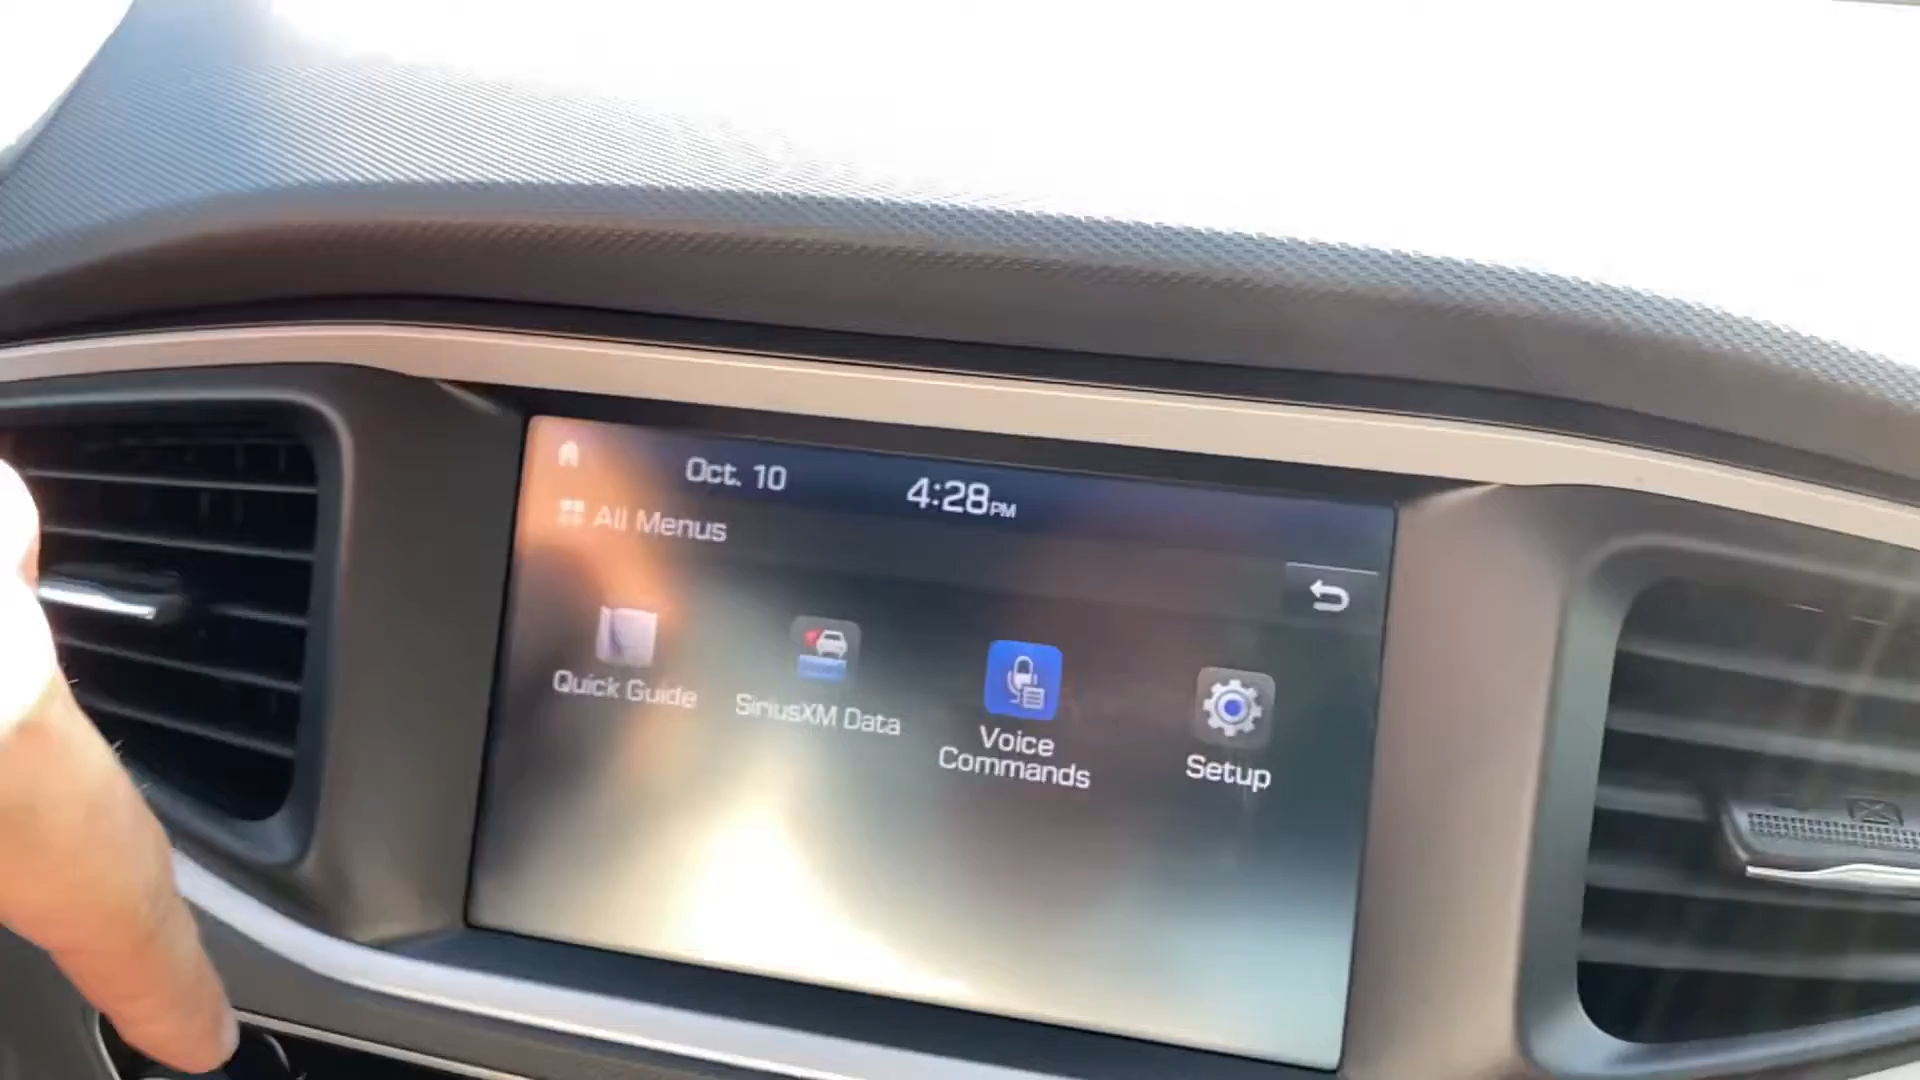 Oct. 10
4:28PM
All Menus
Quick Guide
SiriusXM Data
Voice
Commands
Setup